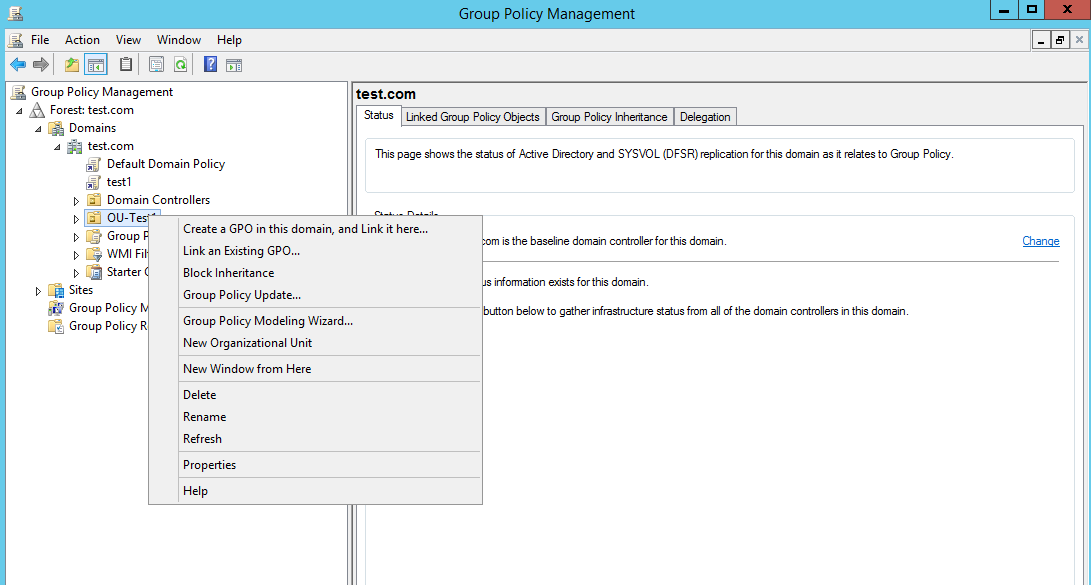 Group Policy Management
File Action View Window Help
Group Policy Management
Forest: test.com
Domains
test.com
Default Domain Policy
test1
Domain Controllers
OU-Test1
Group P
WMI Fil
Starter G
Sites
Group Policy M
Group Policy R
Create a GPO in this domain, and Link it here...
Link an Existing GPO...
Block Inheritance
Group Policy Update...
Group Policy Modeling Wizard...
New Organizational Unit
New Window from Here
Delete
Rename
Refresh
Properties
Help
test.com
Status Linked Group Policy Objects Group Policy Inheritance Delegation
This page shows the status of Active Directory and SYSVOL (DFSR) replication for this domain as it relates to Group Policy.
Status Details
com is the baseline domain controller for this domain. Change
us information exists for this domain.
button below to gather infrastructure status from all of the domain controllers in this domain.